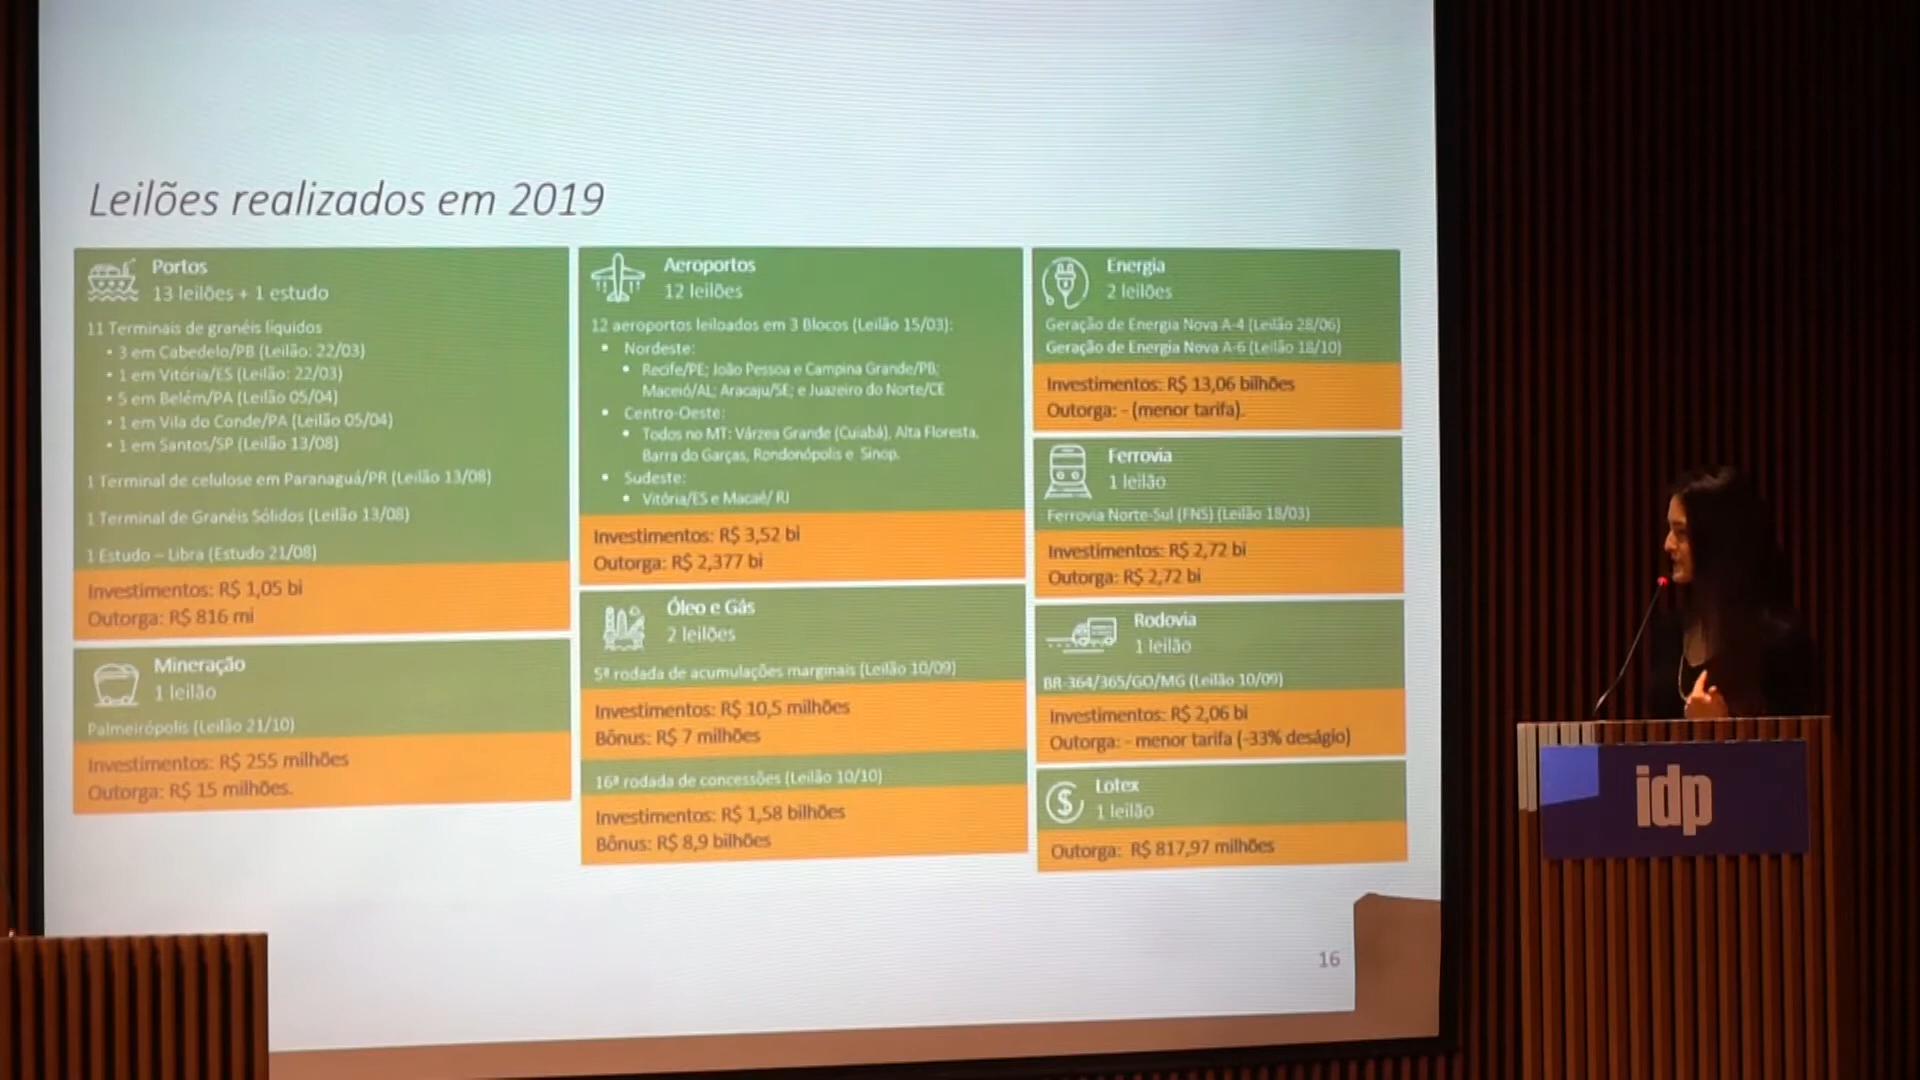 Leilões realizados em 2019
Portos
13 leilões + 1 estudo
11 Terminais de granéis líquidos
• 3 em Cabedelo/PB (Leilão: 22/03)
• 1 em Vitória/ES (Leilão: 22/03)
• 5 em Belém/PA (Leilão 05/04)
• 1 em Vila do Conde/PA (Leilão 05/04)
• 1 em Santos/SP (Leilão 13/08)
1 Terminal de celulose em Paranaguá/PR (Leilão 13/08)
1 Terminal de Granéis Sólidos (Leilão 13/08)
1 Estudo – Libra (Estudo 21/08)
Investimentos: R$ 1,05 bi
Outorga: R$ 816 mi
Mineração
1 leilão
Palmeirópolis (Leilão 21/10)
Investimentos: R$ 255 milhões
Outorga: R$ 15 milhões.
Aeroportos
12 leilões
12 aeroportos leiloados em 3 Blocos (Leilão 15/03):
• Nordeste:
• Recife/PE; João Pessoa e Campina Grande/PB;
Maceió/AL; Aracaju/SE; e Juazeiro do Norte/CE
• Centro-Oeste:
• Todos no MT: Várzea Grande (Cuiabá), Alta Floresta,
Barra do Garças, Rondonópolis e Sinop.
• Sudeste:
• Vitória/ES e Macaé/ RJ
Investimentos: R$ 3,52 bi
Outorga: R$ 2,377 bi
Óleo e Gás
2 leilões
5ª rodada de acumulações marginais (Leilão 10/09)
Investimentos: R$ 10,5 milhões
Bônus: R$ 7 milhões
16ª rodada de concessões (Leilão 10/10)
Investimentos: R$ 1,58 bilhões
Bônus: R$ 8,9 bilhões
Energia
2 leilões
Geração de Energia Nova A-4 (Leilão 28/06)
Geração de Energia Nova A-6 (Leilão 18/10)
Investimentos: R$ 13,06 bilhões
Outorga: - (menor tarifa).
Ferrovia
1 leilão
Ferrovia Norte-Sul (FNS) (Leilão 18/03)
Investimentos: R$ 2,72 bi
Outorga: R$ 2,72 bi
Rodovia
1 leilão
BR-364/365/GO/MG (Leilão 10/09)
Investimentos: R$ 2,06 bi
Outorga: - menor tarifa (-33% deságio)
Lotex
1 leilão
Outorga: R$ 817,97 milhões
16
idp